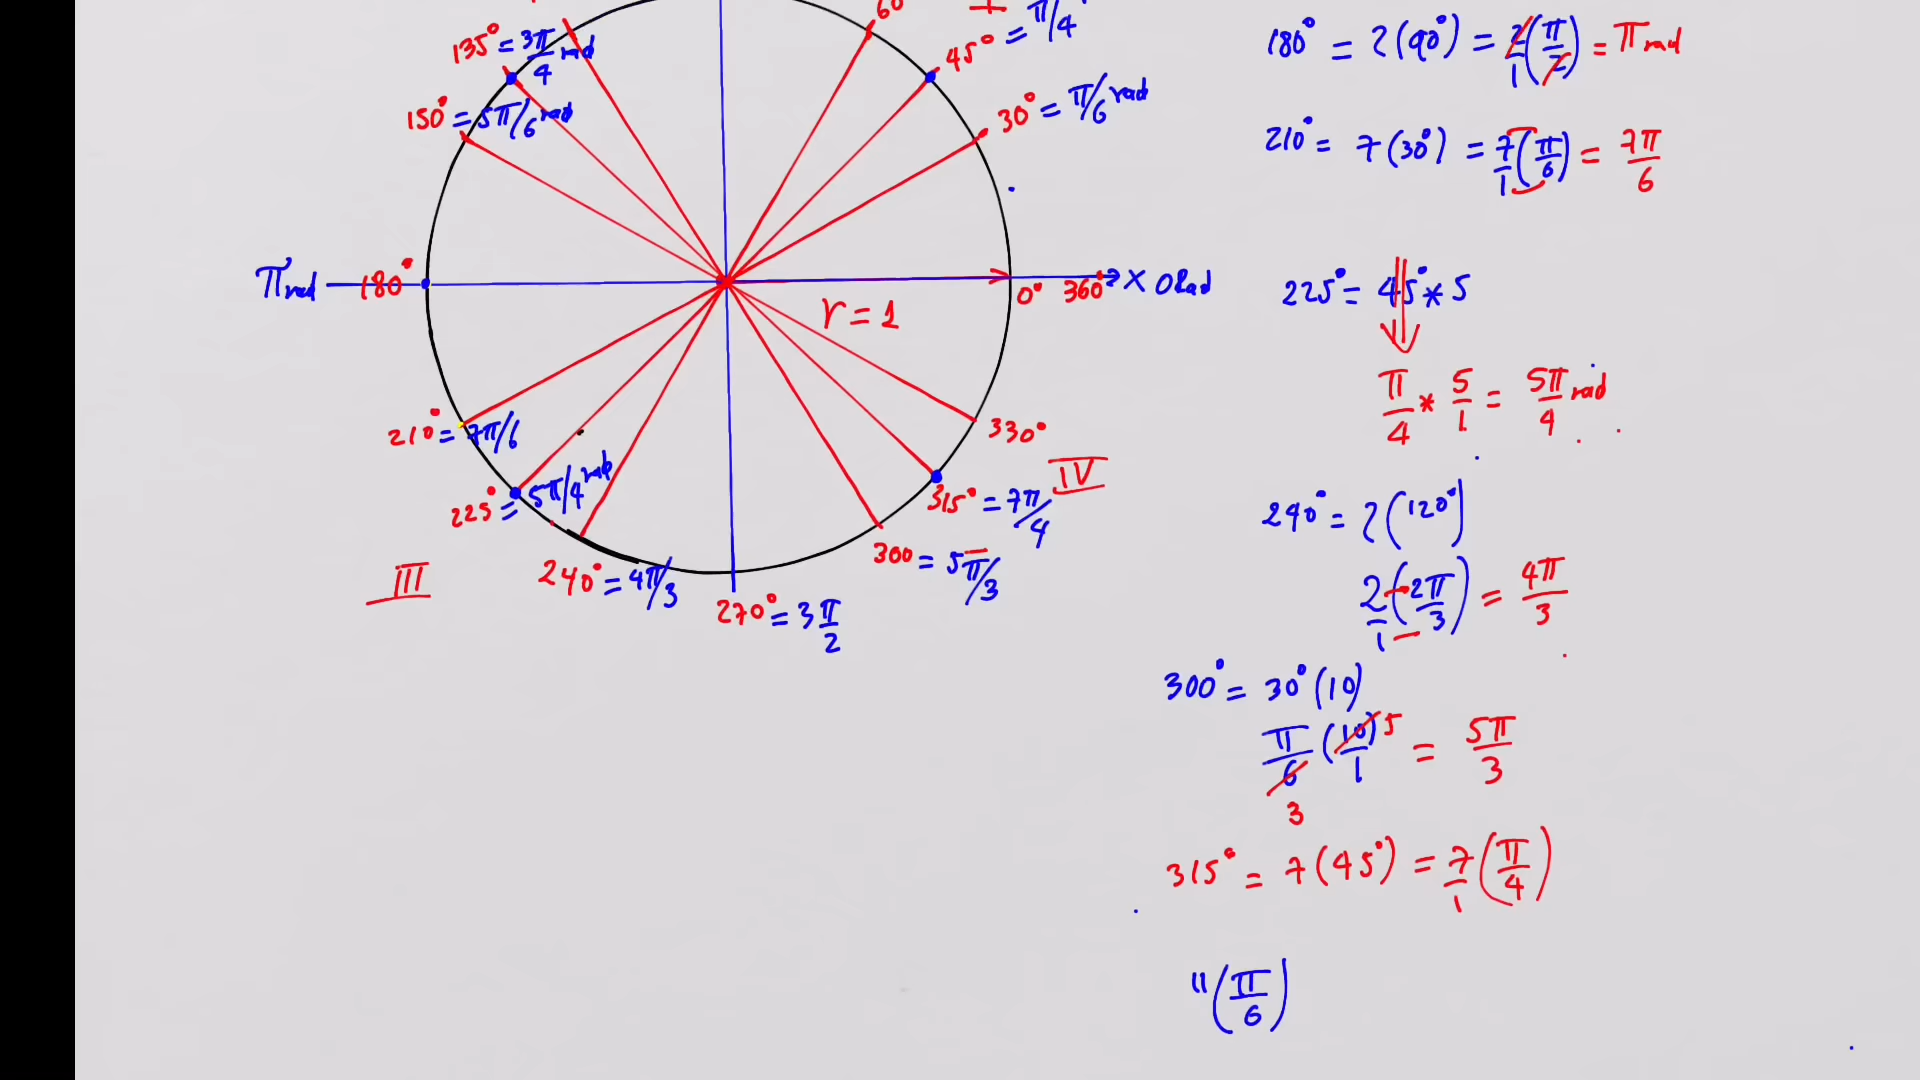 135° = 3π/4 rad
150° = 5π/6 rad
45° = π/4
30° = π/6 rad
π rad 180°
0° 360° X 0 Rad
r = 1
210° = 7π/6
225° = 5π/4 rad
240° = 4π/3
270° = 3 π/2
300 = 5π/3
315° = 7π/4
330°
III
IV
180° = 2(90°) = 2/1 (π/2) = π rad
210° = 7(30°) = 7/1 (π/6) = 7π/6
225° = 45° * 5
π/4 * 5/1 = 5π/4 rad
240° = 2(120°)
2/1 (2π/3) = 4π/3
300° = 30° (10)
π/6 (10/1) 5 = 5π/3
3
315° = 7(45°) = 7/1 (π/4)
11(π/6)